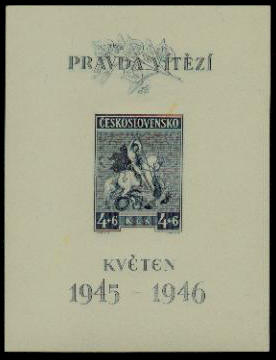 PRAVDA VÍTĚZÍ
ČESKOSLOVENSKO
4+6 KČS 4+6
KVĚTEN
1945 - 1946